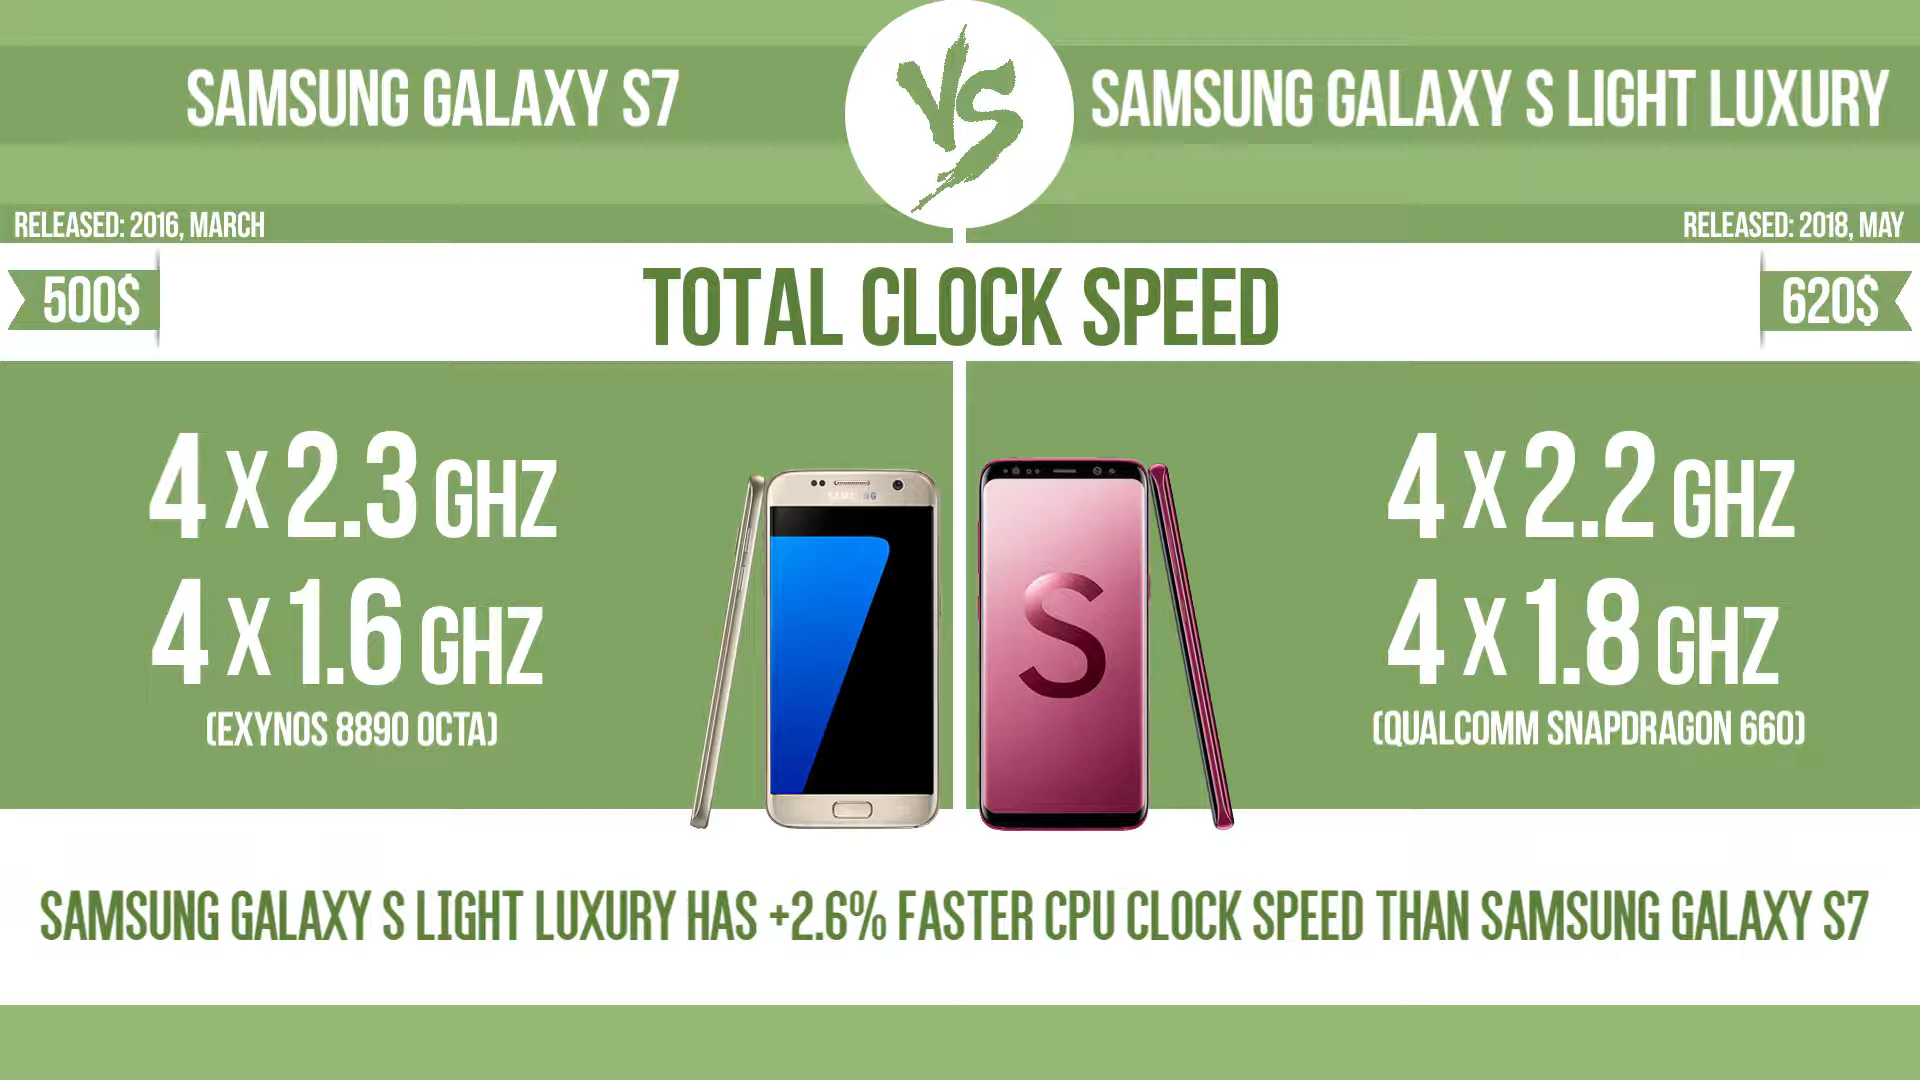 SAMSUNG GALAXY S7
VS
SAMSUNG GALAXY S LIGHT LUXURY
RELEASED: 2016, MARCH
RELEASED: 2018, MAY
500$
TOTAL CLOCK SPEED
620$
4 X 2.3 GHZ
4 X 1.6 GHZ
(EXYNOS 8890 OCTA)
SAMSUNG
S
4 X 2.2 GHZ
4 X 1.8 GHZ
(QUALCOMM SNAPDRAGON 660)
SAMSUNG GALAXY S LIGHT LUXURY HAS +2.6% FASTER CPU CLOCK SPEED THAN SAMSUNG GALAXY S7